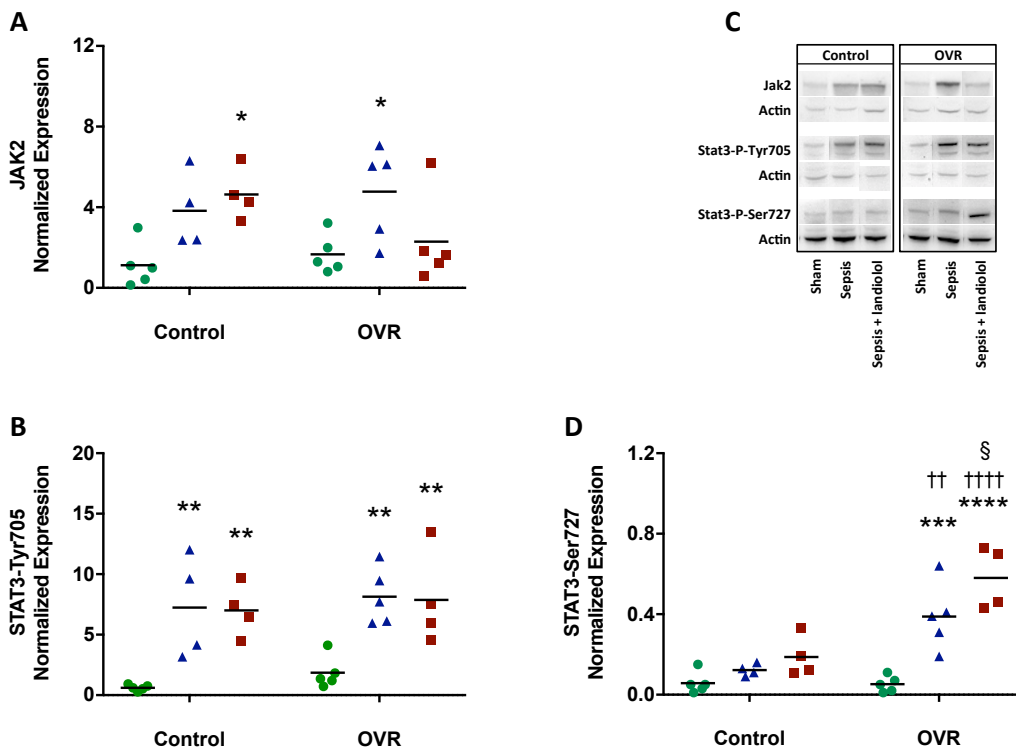 A
JAK2
Normalized Expression
12
8
4
0
*
*
Control
OVR
C
Control
OVR
Jak2
Actin
Stat3-P-Tyr705
Actin
Stat3-P-Ser727
Actin
Sham
Sepsis
Sepsis + landiolol
Sham
Sepsis
Sepsis + landiolol
B
STAT3-Tyr705
Normalized Expression
20
15
10
5
0
**
**
**
**
Control
OVR
D
STAT3-Ser727
Normalized Expression
1.2
0.8
0.4
0.0
††
***
§
††††
****
Control
OVR